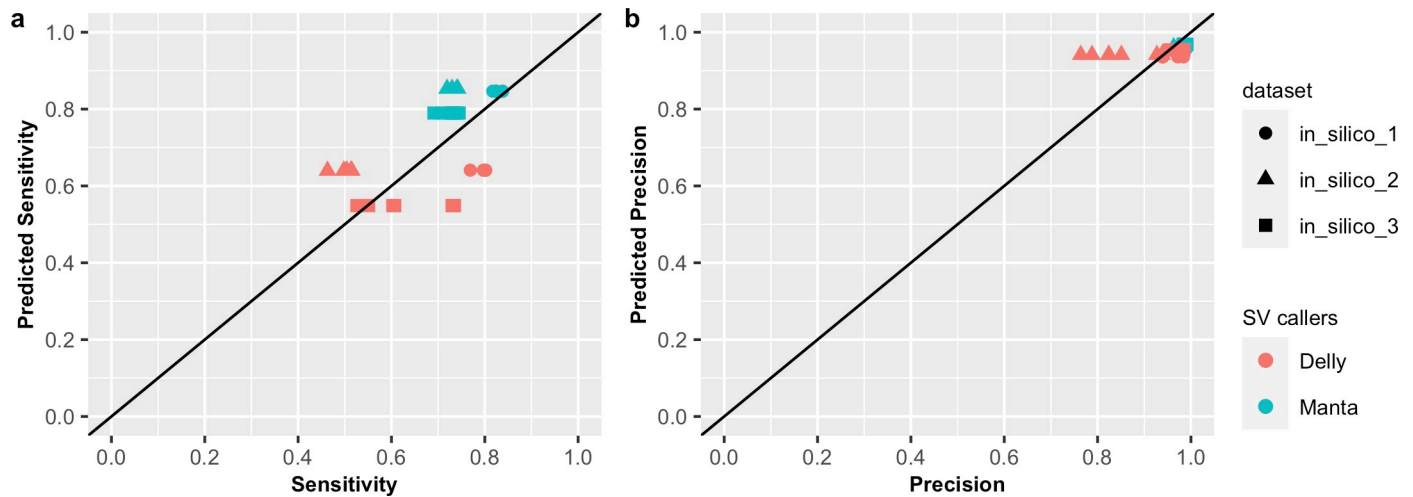 a
1.0
0.8
0.6
0.4
0.2
0.0
Predicted Sensitivity
0.0 0.2 0.4 0.6 0.8 1.0
Sensitivity
b
1.0
0.8
0.6
0.4
0.2
0.0
Predicted Precision
0.0 0.2 0.4 0.6 0.8 1.0
Precision
dataset
in_silico_1
in_silico_2
in_silico_3
SV callers
Delly
Manta